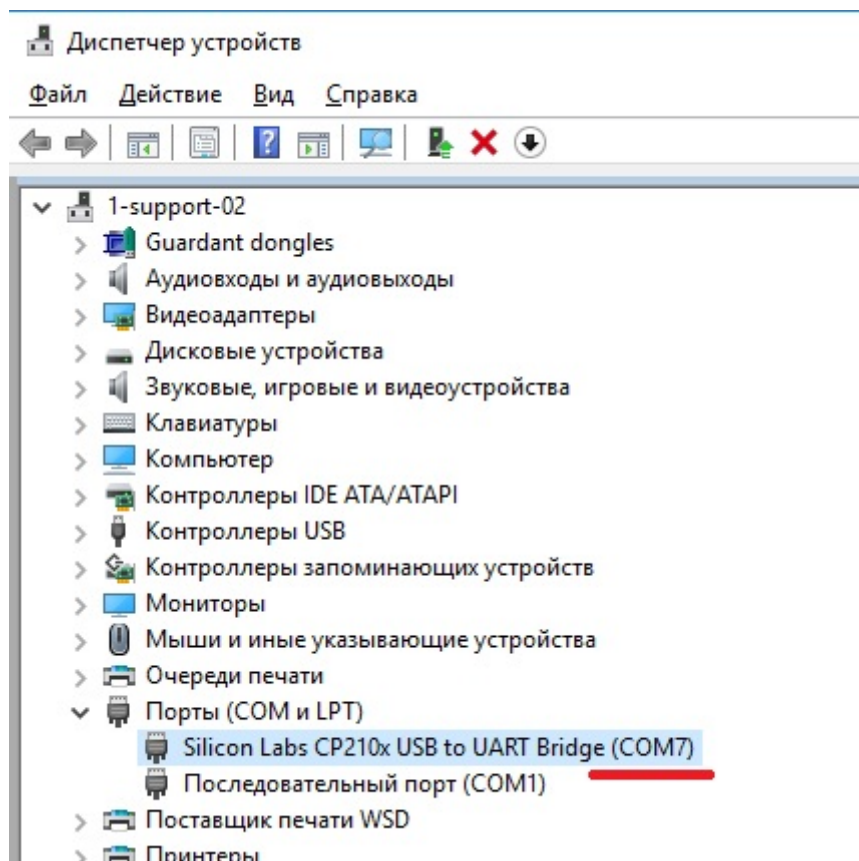 Диспетчер устройств
Файл Действие Вид Справка
1-support-02
Guardant dongles
Аудиовходы и аудиовыходы
Видеоадаптеры
Дисковые устройства
Звуковые, игровые и видеоустройства
Клавиатуры
Компьютер
Контроллеры IDE ATA/ATAPI
Контроллеры USB
Контроллеры запоминающих устройств
Мониторы
Мыши и иные указывающие устройства
Очереди печати
Порты (COM и LPT)
Silicon Labs CP210x USB to UART Bridge (COM7)
Последовательный порт (COM1)
Поставщик печати WSD
Принтеры